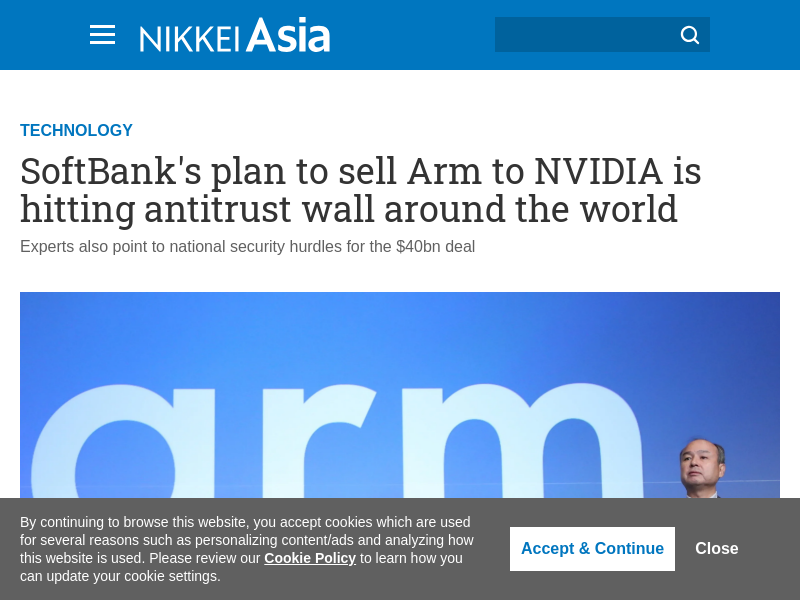 NIKKEI Asia
TECHNOLOGY
SoftBank's plan to sell Arm to NVIDIA is
hitting antitrust wall around the world
Experts also point to national security hurdles for the $40bn deal
arm
By continuing to browse this website, you accept cookies which are used
for several reasons such as personalizing content/ads and analyzing how
this website is used. Please review our Cookie Policy to learn how you
can update your cookie settings.
Accept & Continue
Close